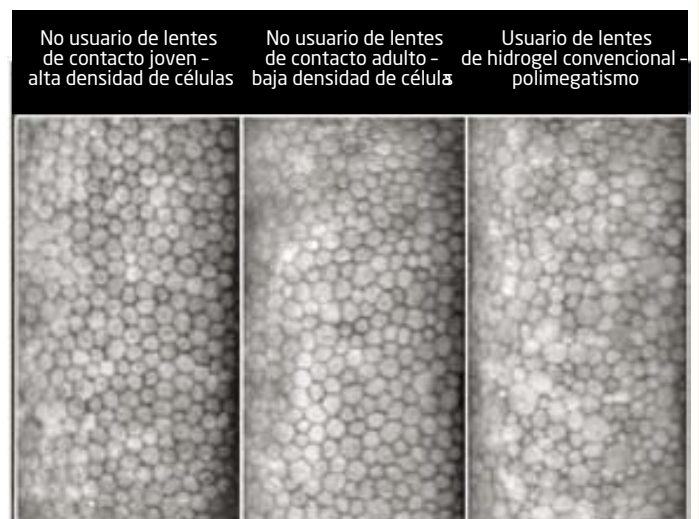 No usuario de lentes
de contacto joven –
alta densidad de células
No usuario de lentes
de contacto adulto –
baja densidad de células
Usuario de lentes
de hidrogel convencional –
polimegatismo